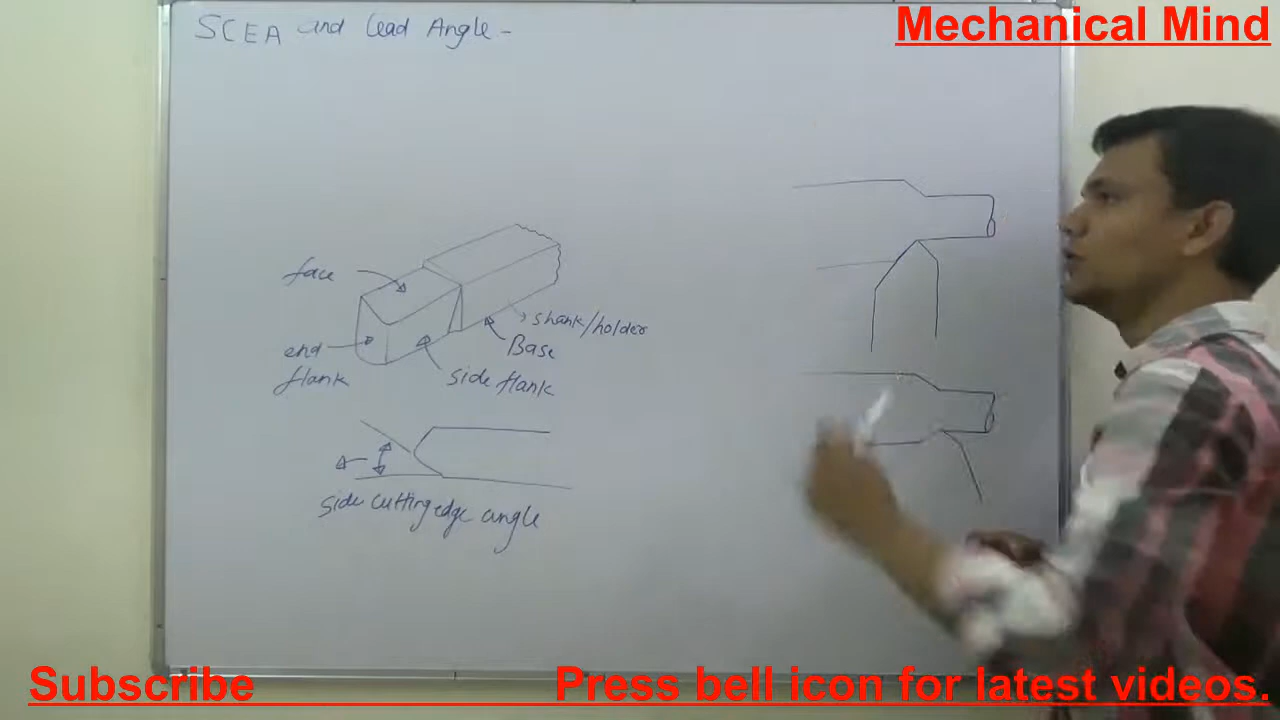 SCEA and Lead Angle -
Mechanical Mind
face
shank/holder
Base
end
flank
side flank
side cutting edge angle
Subscribe
Press bell icon for latest videos.